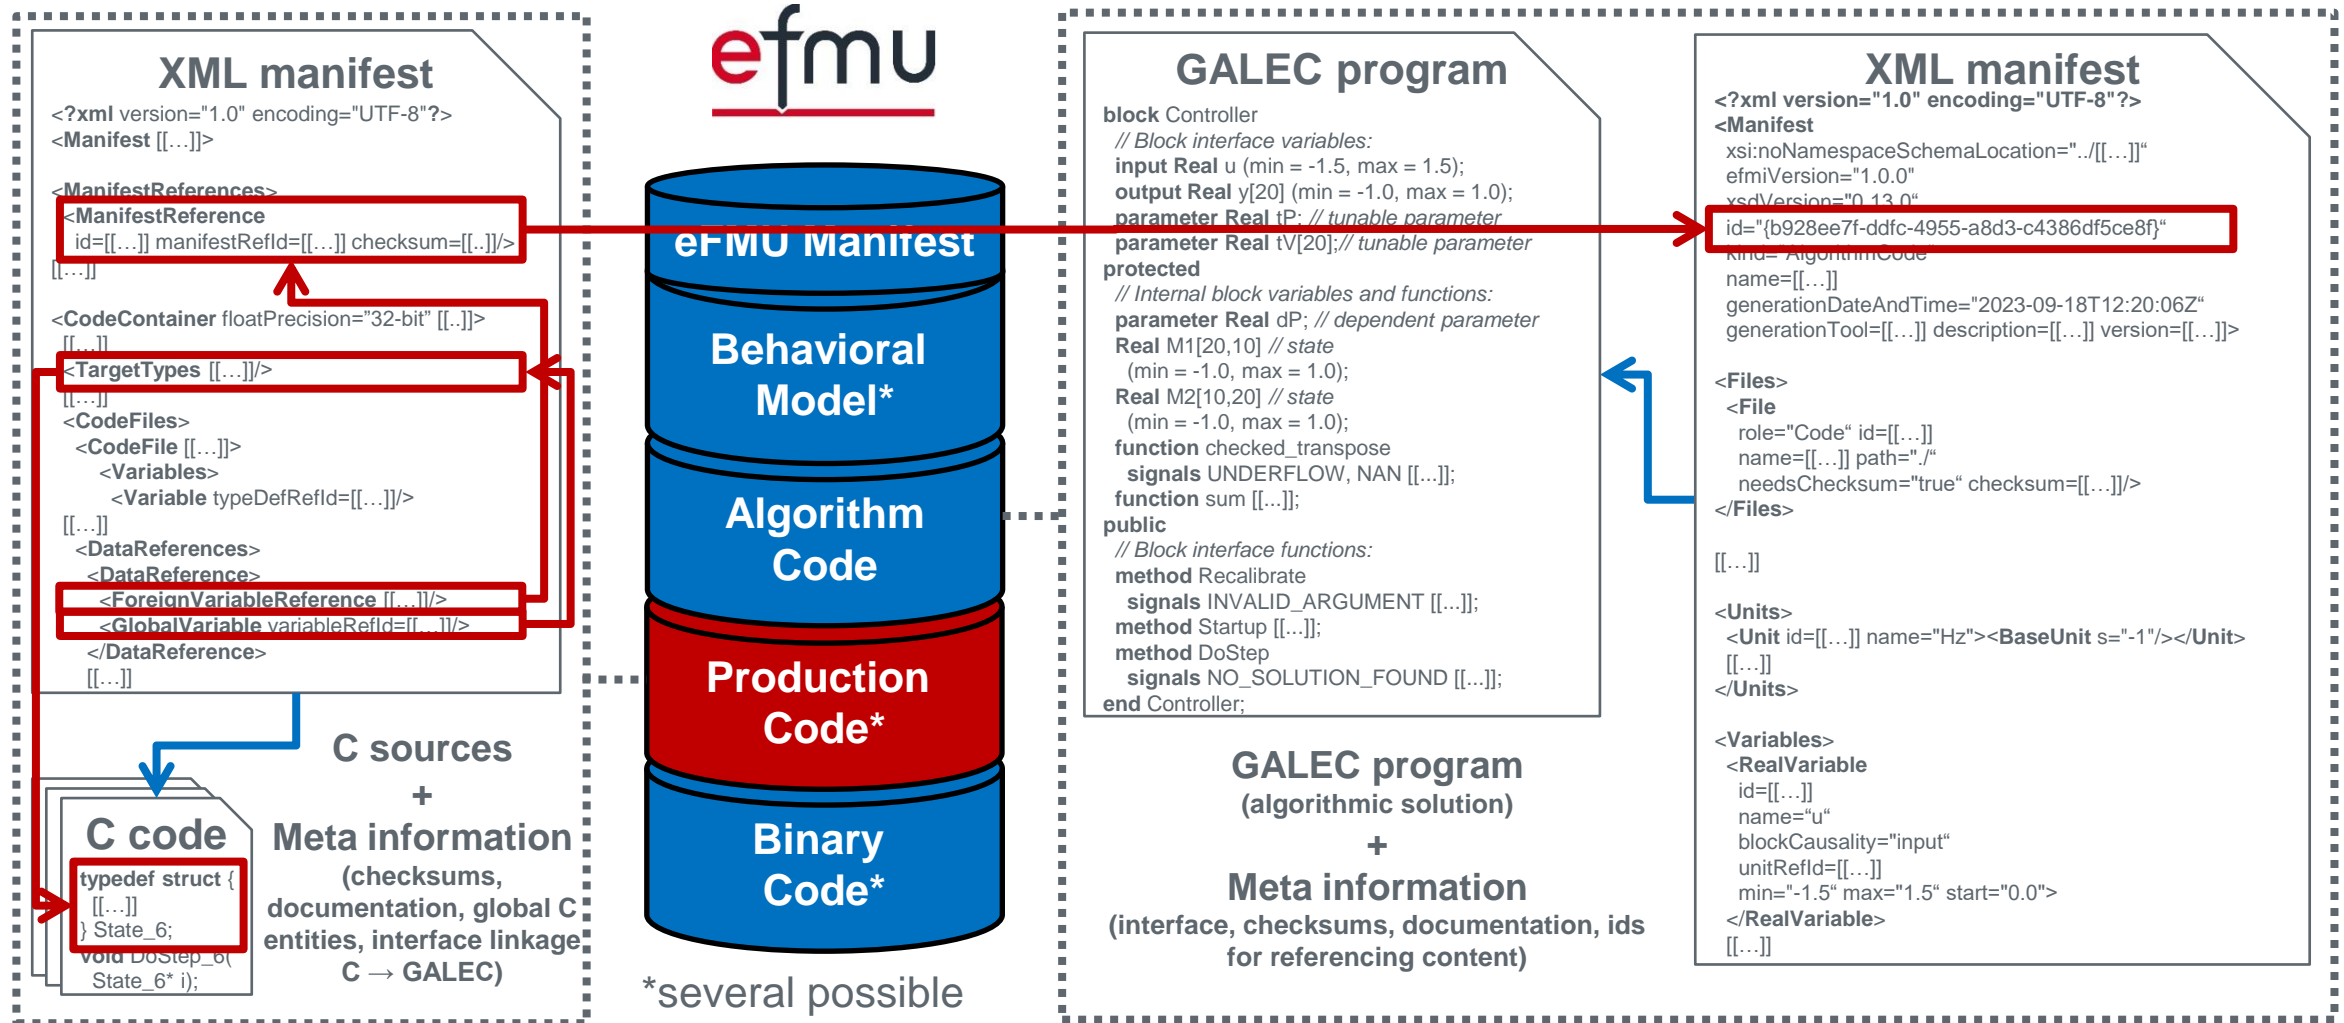 XML manifest
<?xml version="1.0" encoding="UTF-8"?>
<Manifest [[…]]>
<ManifestReferences>
<ManifestReference
id=[[…]] manifestRefId=[[…]] checksum=[[..]]/>
[[…]]
<CodeContainer floatPrecision=”32-bit” [[..]]>
[[…]]
<TargetTypes [[…]]/>
[[…]]
<CodeFiles>
<CodeFile [[…]]>
<Variables>
<Variable typeDefRefId=[[…]]/>
[[…]]
<DataReferences>
<DataReference>
<ForeignVariableReference [[…]]/>
<GlobalVariable variableRefId=[[…]]/>
</DataReference>
[[…]]
C code
typedef struct {
[[…]]
} State_6;
void DoStep_6(
State_6* i);
C sources
+
Meta information
(checksums,
documentation, global C
entities, interface linkage
C → GALEC)
efmu
eFMU Manifest
Behavioral
Model*
Algorithm
Code
Production
Code*
Binary
Code*
*several possible
GALEC program
block Controller
// Block interface variables:
input Real u (min = -1.5, max = 1.5);
output Real y[20] (min = -1.0, max = 1.0);
parameter Real tP; // tunable parameter
parameter Real tV[20];// tunable parameter
protected
// Internal block variables and functions:
parameter Real dP; // dependent parameter
Real M1[20,10] // state
(min = -1.0, max = 1.0);
Real M2[10,20] // state
(min = -1.0, max = 1.0);
function checked_transpose
signals UNDERFLOW, NAN [[...]];
function sum [[...]];
public
// Block interface functions:
method Recalibrate
signals INVALID_ARGUMENT [[...]];
method Startup [[...]];
method DoStep
signals NO_SOLUTION_FOUND [[...]];
end Controller;
GALEC program
(algorithmic solution)
+
Meta information
(interface, checksums, documentation, ids
for referencing content)
XML manifest
<?xml version="1.0" encoding="UTF-8"?>
<Manifest
xsi:noNamespaceSchemaLocation="../[[…]]“
efmiVersion="1.0.0"
xsdVersion="0.13.0“
id="{b928ee7f-ddfc-4955-a8d3-c4386df5ce8f}“
kind="AlgorithmCode“
name=[[…]]
generationDateAndTime="2023-09-18T12:20:06Z“
generationTool=[[…]] description=[[…]] version=[[…]]>
<Files>
<File
role="Code“ id=[[…]]
name=[[…]] path="./“
needsChecksum="true“ checksum=[[…]]/>
</Files>
[[…]]
<Units>
<Unit id=[[…]] name="Hz"><BaseUnit s="-1"/></Unit>
[[…]]
</Units>
<Variables>
<RealVariable
id=[[…]]
name=“u“
blockCausality="input“
unitRefId=[[…]]
min="-1.5“ max="1.5“ start="0.0">
</RealVariable>
[[…]]